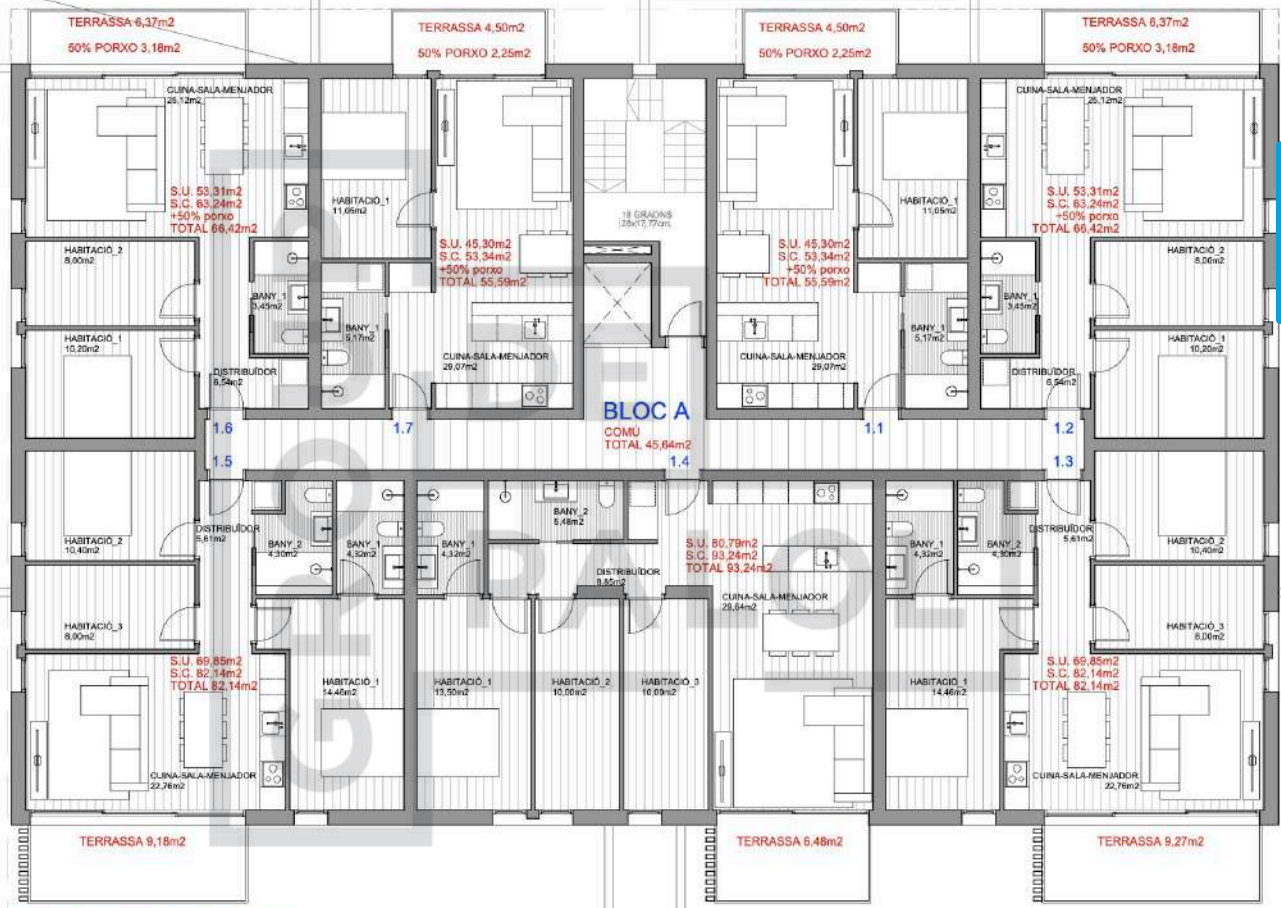 TERRASSA 6,37m2
50% PORXO 3,18m2
TERRASSA 4,50m2
50% PORXO 2,25m2
TERRASSA 4,50m2
50% PORXO 2,25m2
TERRASSA 6,37m2
50% PORXO 3,18m2
CUINA-SALA-MENJADOR
25,12m2
S.U. 53,31m2
S.C. 63,24m2
+50% porxo
TOTAL 66,42m2
HABITACIÓ_1
11,05m2
S.U. 45,30m2
S.C. 53,34m2
+50% porxo
TOTAL 55,59m2
18 GRAONS
28x17,77cm.
S.U. 45,30m2
S.C. 53,34m2
+50% porxo
TOTAL 55,59m2
HABITACIÓ_1
11,05m2
CUINA-SALA-MENJADOR
25,12m2
S.U. 53,31m2
S.C. 63,24m2
+50% porxo
TOTAL 66,42m2
HABITACIÓ_2
8,00m2
BANY_1
3,45m2
BANY_1
5,17m2
HABITACIÓ_1
10,20m2
DISTRIBUÏDOR
6,54m2
CUINA-SALA-MENJADOR
29,07m2
CUINA-SALA-MENJADOR
29,07m2
BANY_1
5,17m2
BANY_1
3,45m2
HABITACIÓ_2
8,00m2
HABITACIÓ_1
10,20m2
DISTRIBUÏDOR
6,54m2
BLOC A
COMÚ
TOTAL 45,64m2
1.6
1.7
1.1
1.2
1.5
1.4
1.3
HABITACIÓ_2
10,40m2
DISTRIBUÏDOR
5,61m2
BANY_2
4,30m2
BANY_1
4,32m2
BANY_1
4,32m2
BANY_2
5,48m2
DISTRIBUÏDOR
8,85m2
S.U. 80,79m2
S.C. 93,24m2
TOTAL 93,24m2
CUINA-SALA-MENJADOR
29,64m2
BANY_1
4,32m2
BANY_2
4,30m2
DISTRIBUÏDOR
5,61m2
HABITACIÓ_2
10,40m2
HABITACIÓ_3
8,00m2
S.U. 69,85m2
S.C. 82,14m2
TOTAL 82,14m2
HABITACIÓ_1
14,46m2
HABITACIÓ_1
13,50m2
HABITACIÓ_2
10,00m2
HABITACIÓ_3
10,00m2
HABITACIÓ_1
14,46m2
HABITACIÓ_3
8,00m2
S.U. 69,85m2
S.C. 82,14m2
TOTAL 82,14m2
CUINA-SALA-MENJADOR
22,76m2
CUINA-SALA-MENJADOR
22,76m2
TERRASSA 9,18m2
TERRASSA 6,48m2
TERRASSA 9,27m2
GROUP
DE
PALOL